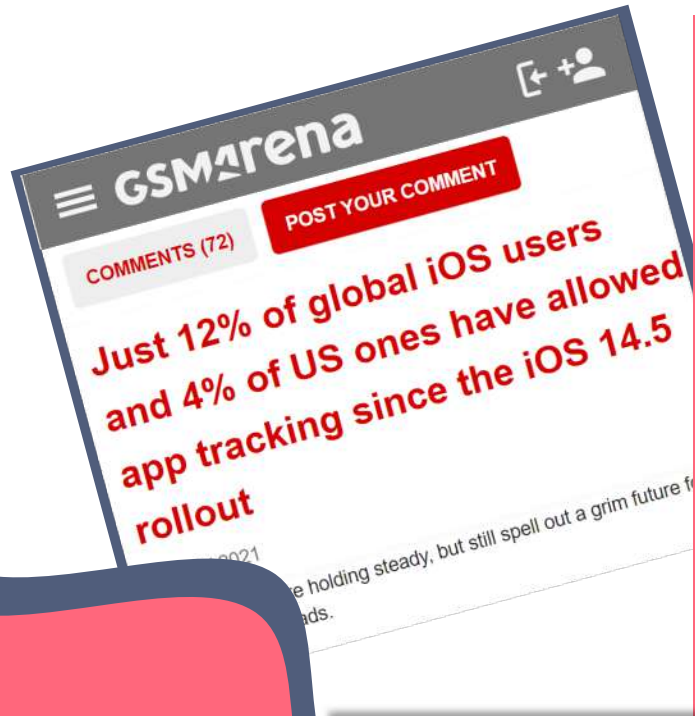 GSMArena
COMMENTS (72)
POST YOUR COMMENT
Just 12% of global iOS users
and 4% of US ones have allowed
app tracking since the iOS 14.5
rollout
2021
holding steady, but still spell out a grim future
ads.